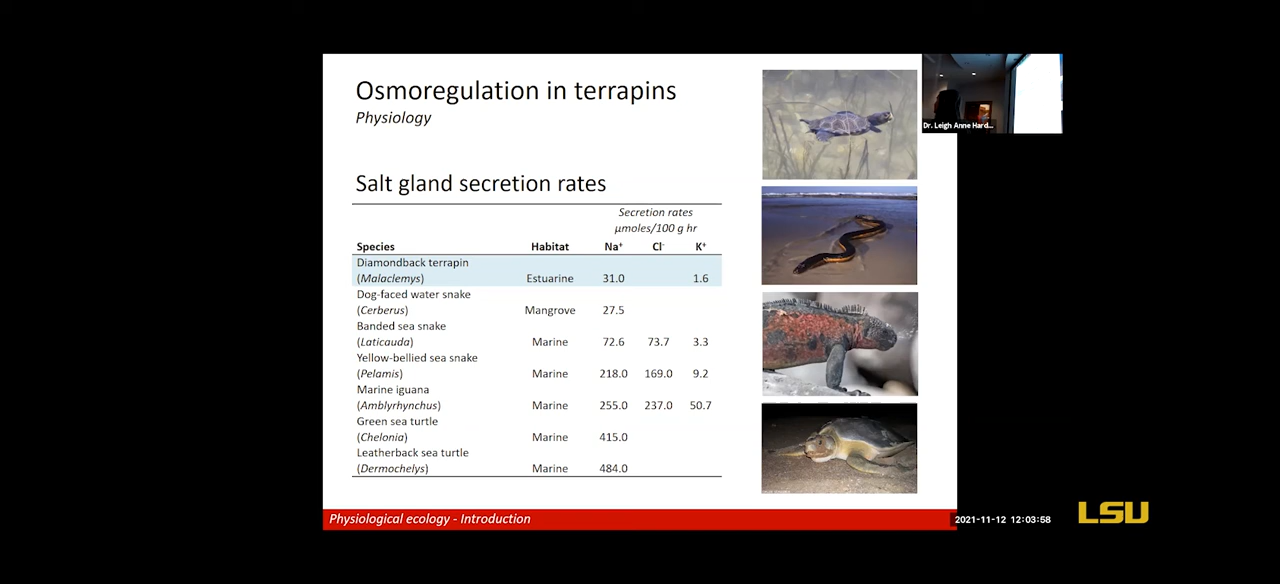 Osmoregulation in terrapins
Physiology
Salt gland secretion rates
Secretion rates
µmoles/100 g hr
Species Habitat Na⁺ Cl⁻ K⁺
Diamondback terrapin
(Malaclemys) Estuarine 31.0 1.6
Dog-faced water snake
(Cerberus) Mangrove 27.5
Banded sea snake
(Laticauda) Marine 72.6 73.7 3.3
Yellow-bellied sea snake
(Pelamis) Marine 218.0 169.0 9.2
Marine iguana
(Amblyrhynchus) Marine 255.0 237.0 50.7
Green sea turtle
(Chelonia) Marine 415.0
Leatherback sea turtle
(Dermochelys) Marine 484.0
Physiological ecology - Introduction
Dr. Leigh Anne Hard...
2021-11-12 12:03:58
LSU